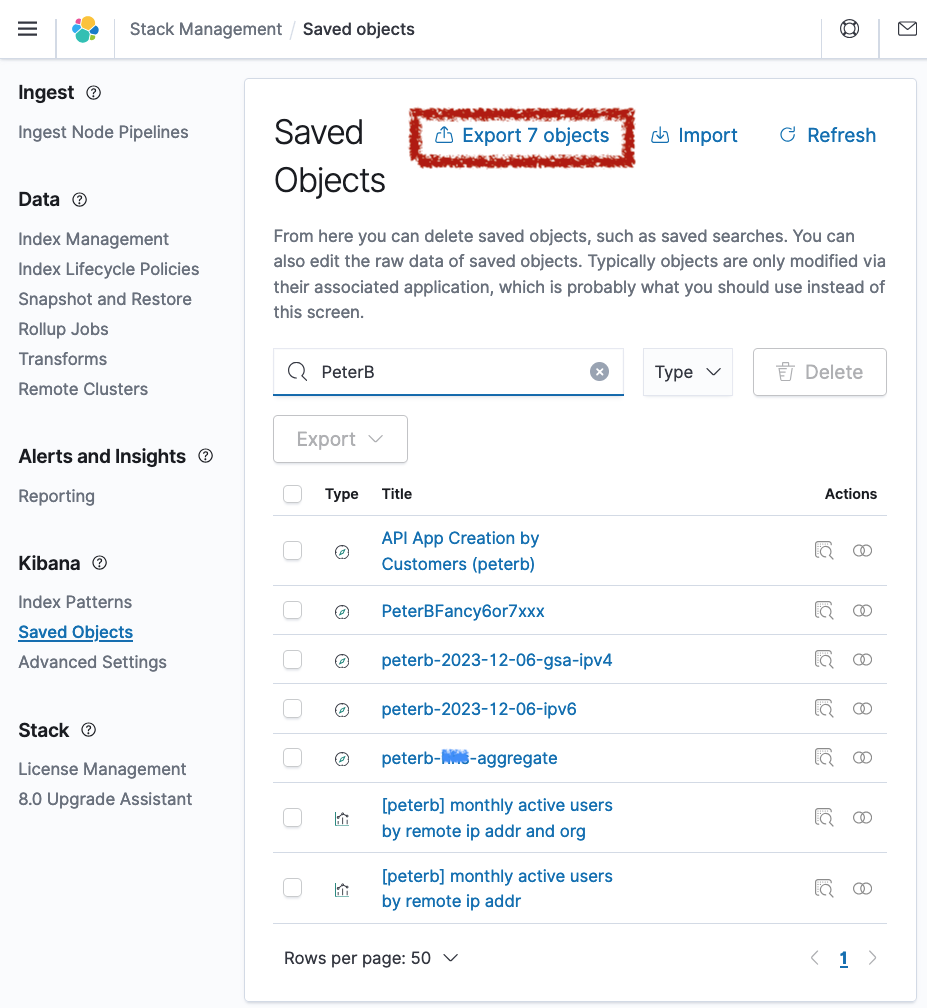 Stack Management / Saved objects
Ingest
Ingest Node Pipelines
Data
Index Management
Index Lifecycle Policies
Snapshot and Restore
Rollup Jobs
Transforms
Remote Clusters
Alerts and Insights
Reporting
Kibana
Index Patterns
Saved Objects
Advanced Settings
Stack
License Management
8.0 Upgrade Assistant
Saved
Objects
Export 7 objects
Import
Refresh
From here you can delete saved objects, such as saved searches. You can
also edit the raw data of saved objects. Typically objects are only modified via
their associated application, which is probably what you should use instead of
this screen.
PeterB
Type
Delete
Export
Type Title Actions
API App Creation by
Customers (peterb)
PeterBFancy6or7xxx
peterb-2023-12-06-gsa-ipv4
peterb-2023-12-06-ipv6
peterb- -aggregate
[peterb] monthly active users
by remote ip addr and org
[peterb] monthly active users
by remote ip addr
Rows per page: 50
1